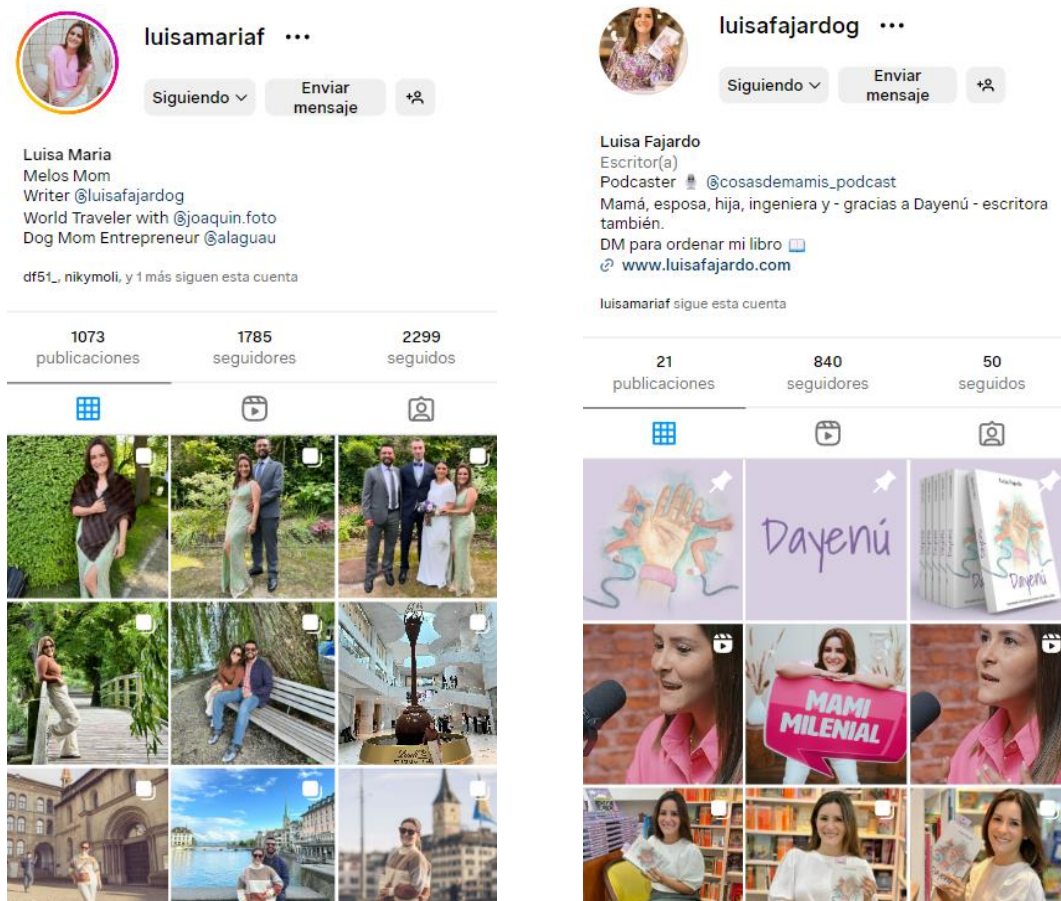 luisamariaf ...
Siguiendo
Enviar
mensaje
Luisa Maria
Melos Mom
Writer @luisafajardog
World Traveler with @joaquin.foto
Dog Mom Entrepreneur @alaguau
df51_, nikymoli, y 1 más siguen esta cuenta
1073
publicaciones
1785
seguidores
2299
seguidos
luisafajardog ...
Siguiendo
Enviar
mensaje
Luisa Fajardo
Escritor(a)
Podcaster 🎙️ @cosasdemamis_podcast
Mamá, esposa, hija, ingeniera y - gracias a Dayenú - escritora
también.
DM para ordenar mi libro 📖
www.luisafajardo.com
luisamariaf sigue esta cuenta
21
publicaciones
840
seguidores
50
seguidos
Dayenú
Luisa Fajardo
Dayenú
MAMI
MILENIAL